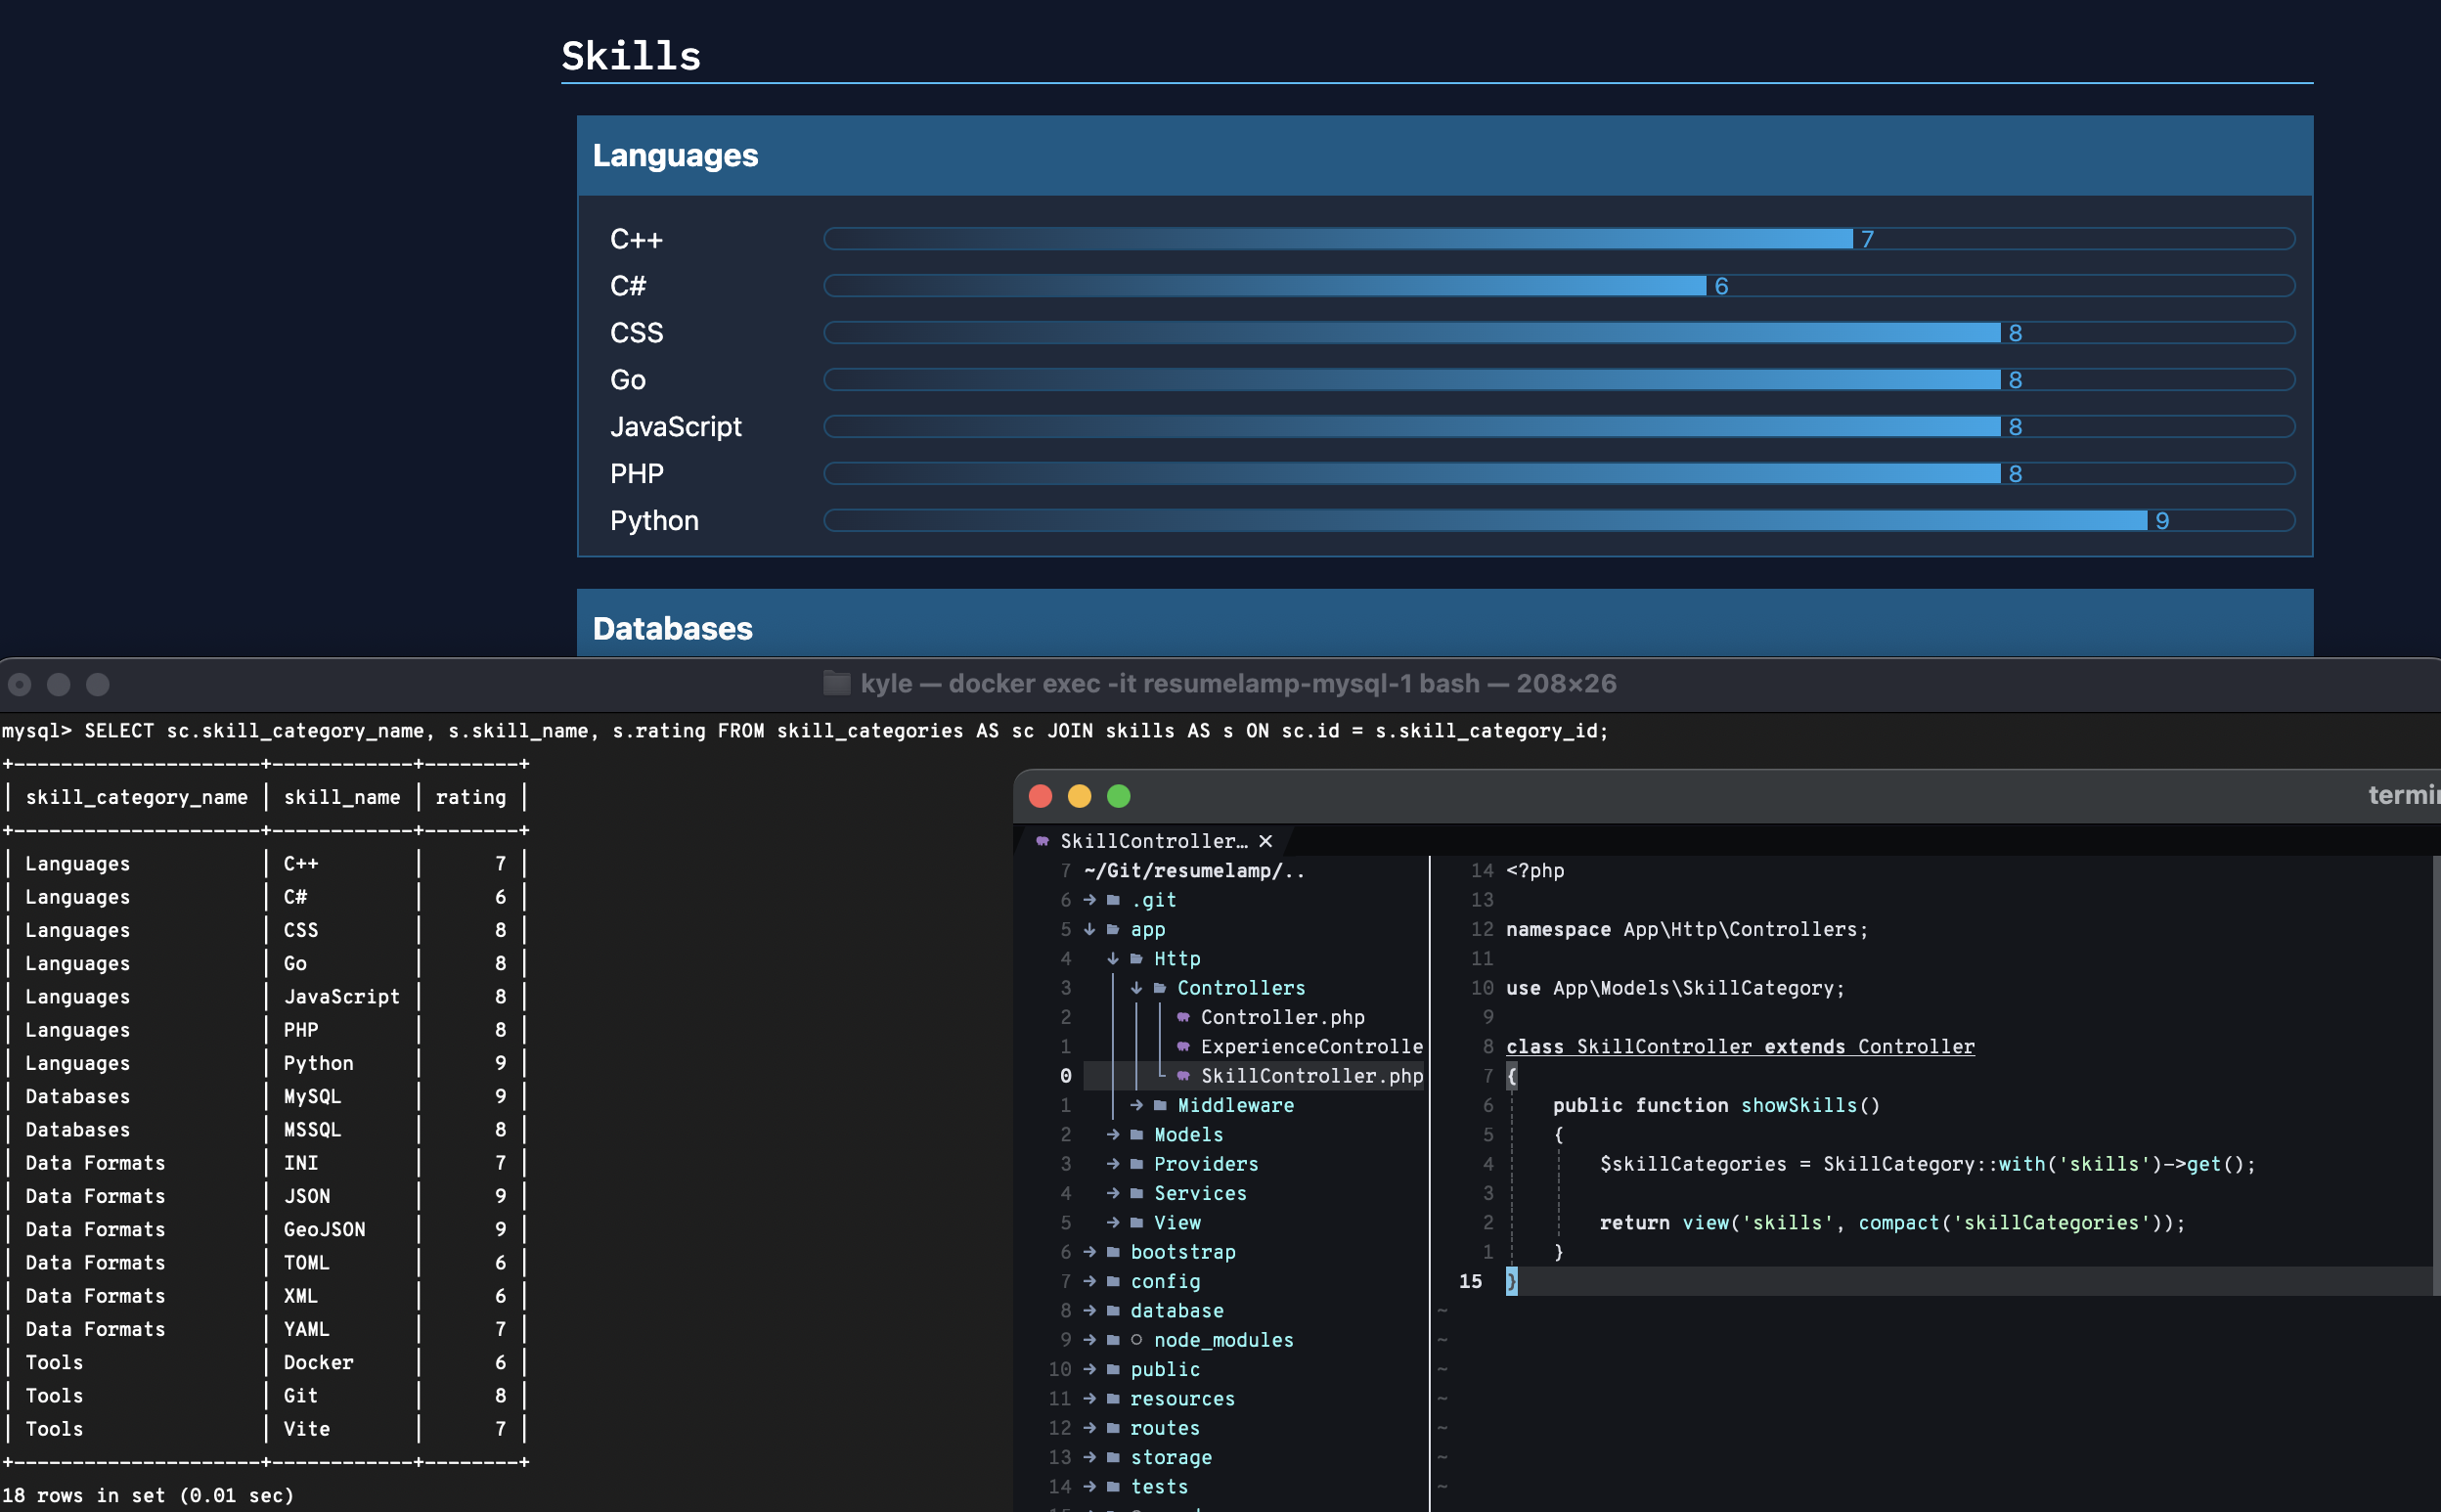 Skills
Languages
C++ 7
C# 6
CSS 8
Go 8
JavaScript 8
PHP 8
Python 9
Databases
kyle — docker exec -it resumelamp-mysql-1 bash — 208×26
mysql> SELECT sc.skill_category_name, s.skill_name, s.rating FROM skill_categories AS sc JOIN skills AS s ON sc.id = s.skill_category_id;
+---------------------+------------+--------+
| skill_category_name | skill_name | rating |
+---------------------+------------+--------+
| Languages | C++ | 7 |
| Languages | C# | 6 |
| Languages | CSS | 8 |
| Languages | Go | 8 |
| Languages | JavaScript | 8 |
| Languages | PHP | 8 |
| Languages | Python | 9 |
| Databases | MySQL | 9 |
| Databases | MSSQL | 8 |
| Data Formats | INI | 7 |
| Data Formats | JSON | 9 |
| Data Formats | GeoJSON | 9 |
| Data Formats | TOML | 6 |
| Data Formats | XML | 6 |
| Data Formats | YAML | 7 |
| Tools | Docker | 6 |
| Tools | Git | 8 |
| Tools | Vite | 7 |
+---------------------+------------+--------+
18 rows in set (0.01 sec)
termin
SkillController… ×
7 ~/Git/resumelamp/..
6 → .git
5 ↓ app
4 ↓ Http
3 ↓ Controllers
2 Controller.php
1 ExperienceControlle
0 SkillController.php
1 → Middleware
2 → Models
3 → Providers
4 → Services
5 → View
6 → bootstrap
7 → config
8 → database
9 → node_modules
10 → public
11 → resources
12 → routes
13 → storage
14 → tests
14 <?php
13
12 namespace App\Http\Controllers;
11
10 use App\Models\SkillCategory;
9
8 class SkillController extends Controller
7 {
6 public function showSkills()
5 {
4 $skillCategories = SkillCategory::with('skills')->get();
3
2 return view('skills', compact('skillCategories'));
1 }
15 }
~
~
~
~
~
~
~